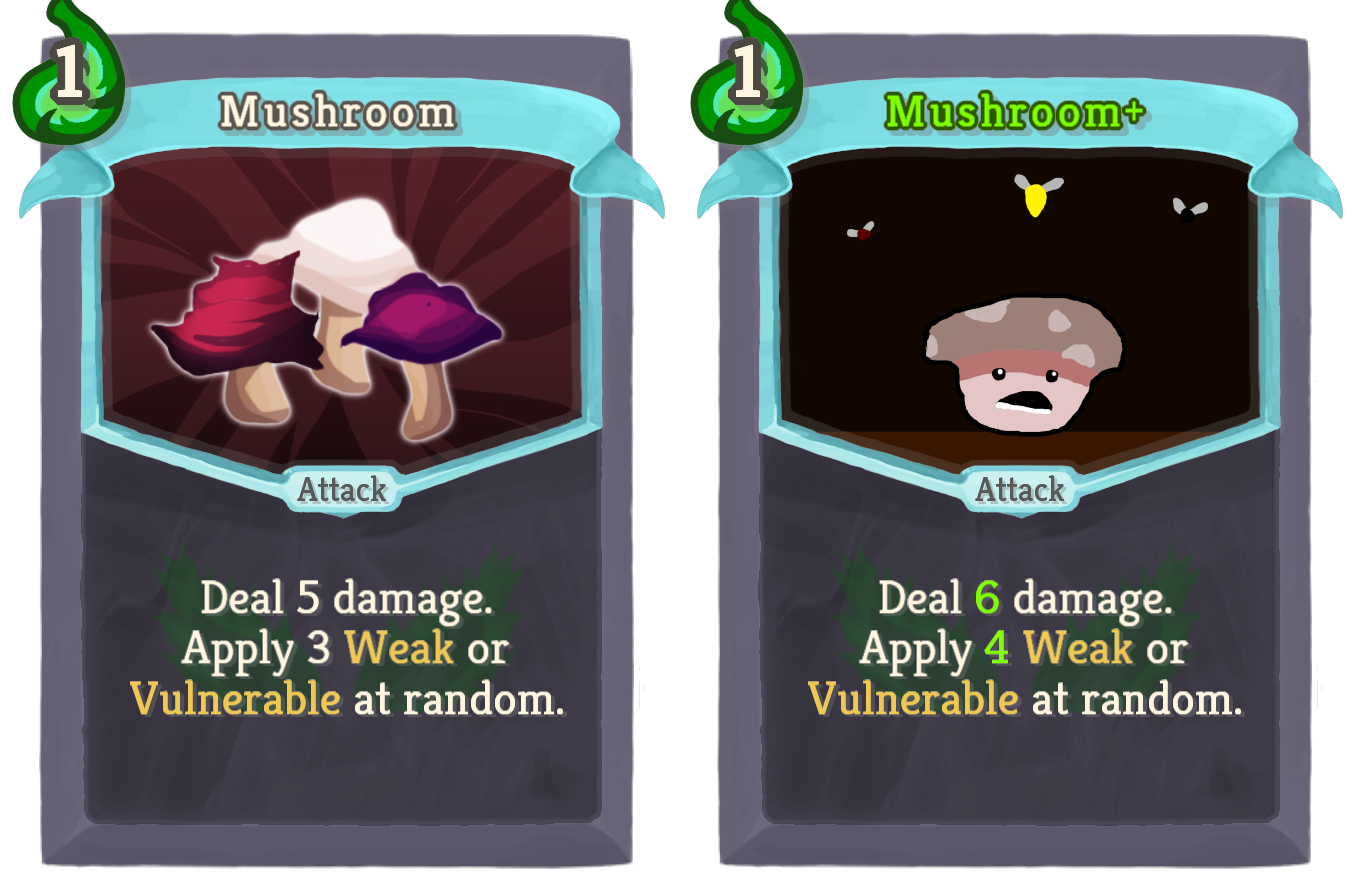 1
Mushroom
Attack
Deal 5 damage.
Apply 3 Weak or
Vulnerable at random.
1
Mushroom+
Attack
Deal 6 damage.
Apply 4 Weak or
Vulnerable at random.